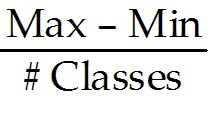 Max – Min
# Classes